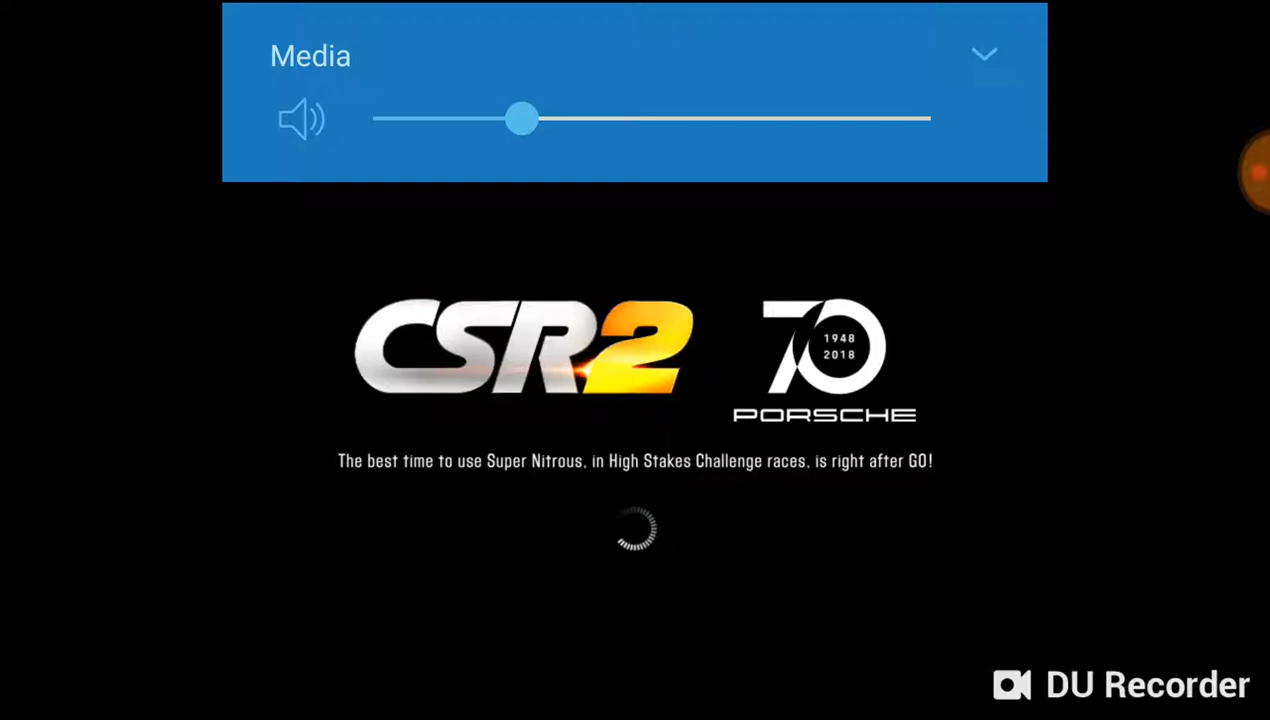 Media
CSR2
70
1948
2018
PORSCHE
The best time to use Super Nitrous, in High Stakes Challenge races, is right after GO!
DU Recorder